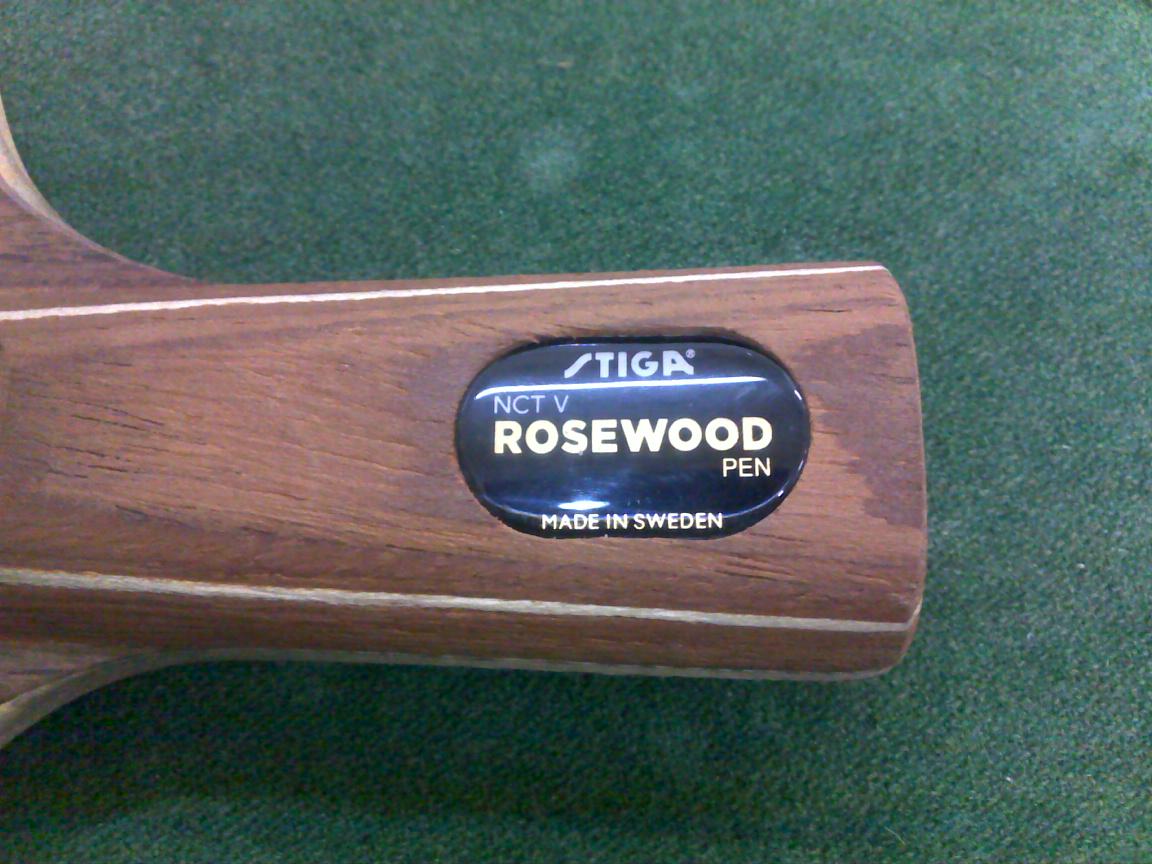 STIGA®
NCT V
ROSEWOOD
PEN
MADE IN SWEDEN